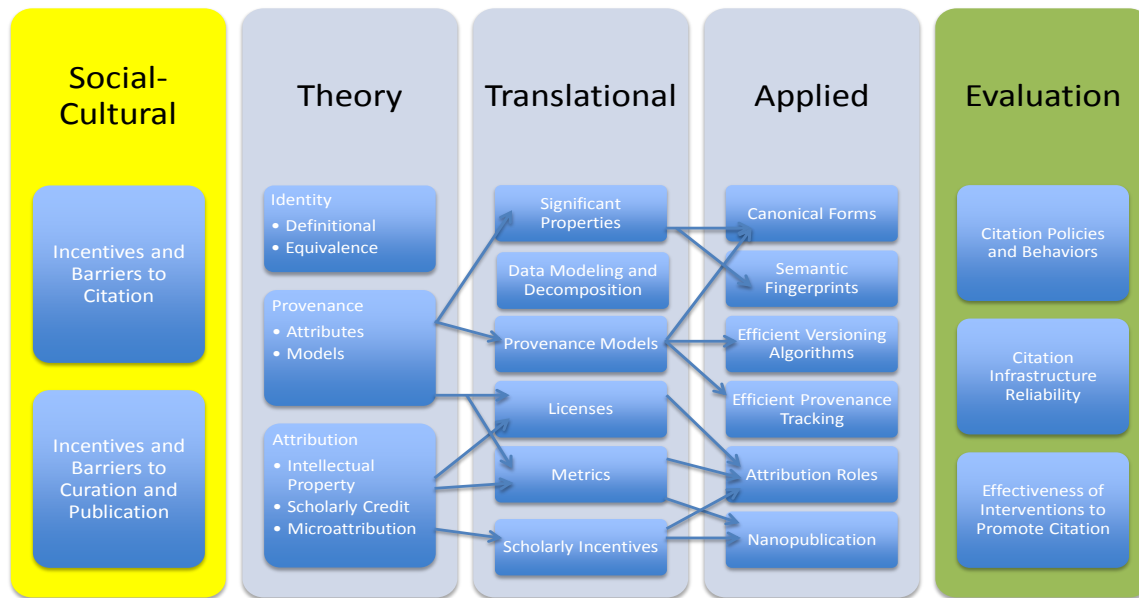 Social-
Cultural
Incentives and
Barriers to
Citation
Incentives and
Barriers to
Curation and
Publication
Theory
Identity
• Definitional
• Equivalence
Provenance
• Attributes
• Models
Attribution
• Intellectual
Property
• Scholarly Credit
• Microattribution
Translational
Significant
Properties
Data Modeling and
Decomposition
Provenance Models
Licenses
Metrics
Scholarly Incentives
Applied
Canonical Forms
Semantic
Fingerprints
Efficient Versioning
Algorithms
Efficient Provenance
Tracking
Attribution Roles
Nanopublication
Evaluation
Citation Policies
and Behaviors
Citation
Infrastructure
Reliability
Effectiveness of
Interventions to
Promote Citation